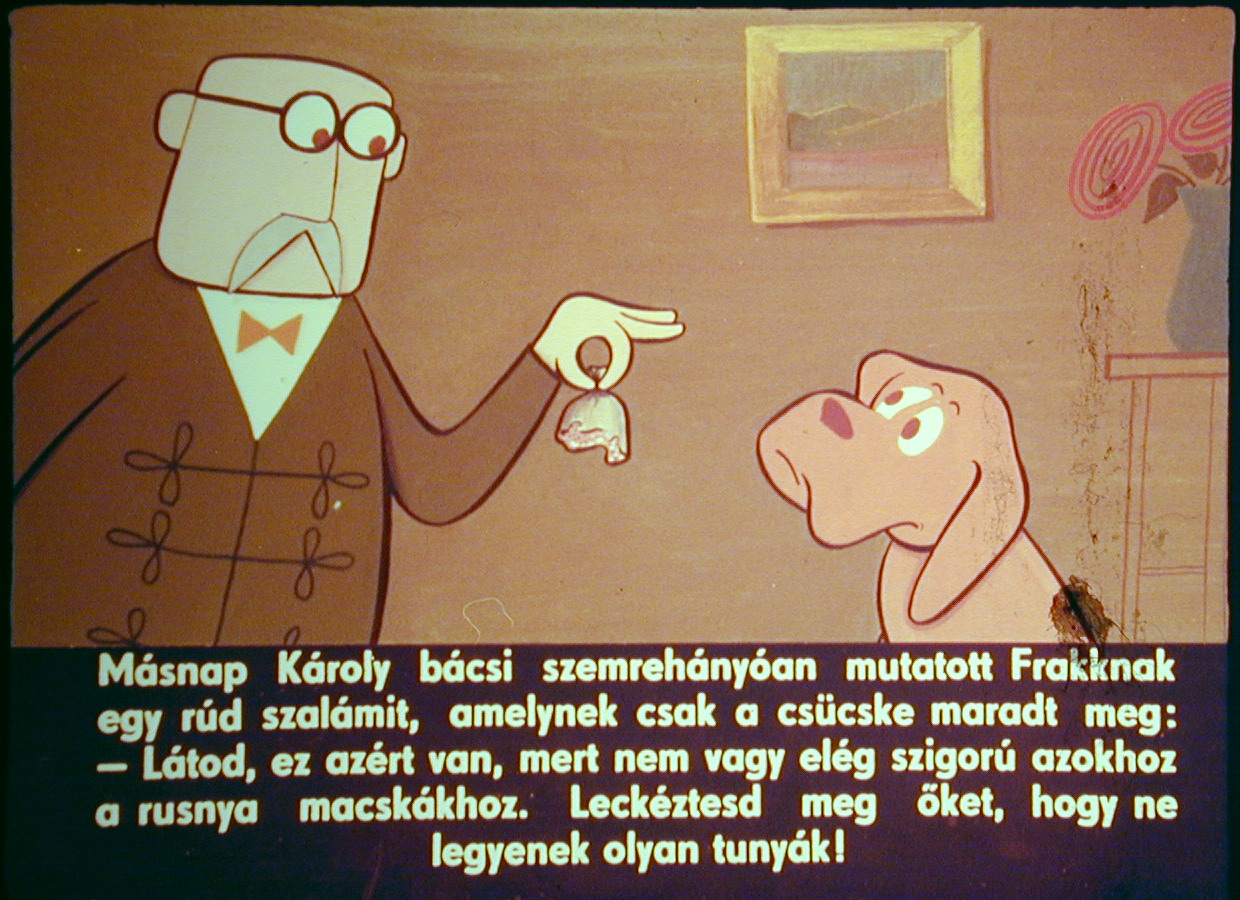 Másnap Károly bácsi szemrehányóan mutatott Frakknak
egy rúd szalámit, amelynek csak a csücske maradt meg:
— Látod, ez azért van, mert nem vagy elég szigorú azokhoz
a rusnya macskákhoz. Leckéztesd meg őket, hogy ne
legyenek olyan tunyák!